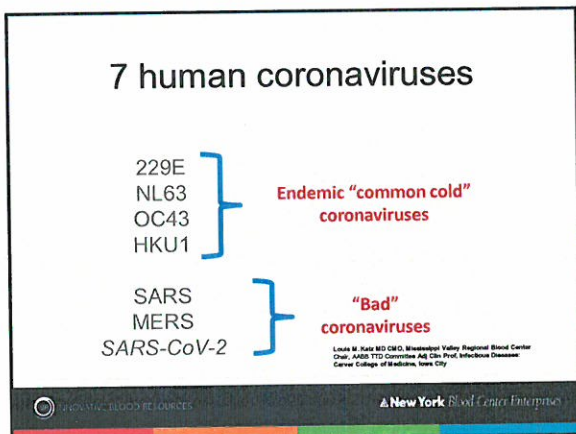 7 human coronaviruses
229E
NL63
OC43
HKU1
Endemic “common cold”
coronaviruses
SARS
MERS
SARS-CoV-2
“Bad”
coronaviruses
Louis M. Katz MD CMO, Mississippi Valley Regional Blood Center
Chair, AABB TTD Committee Adj Clin Prof, Infectious Diseases:
Carver College of Medicine, Iowa City
INNOVATIVE BLOOD RESOURCES
New York Blood Center Enterprises